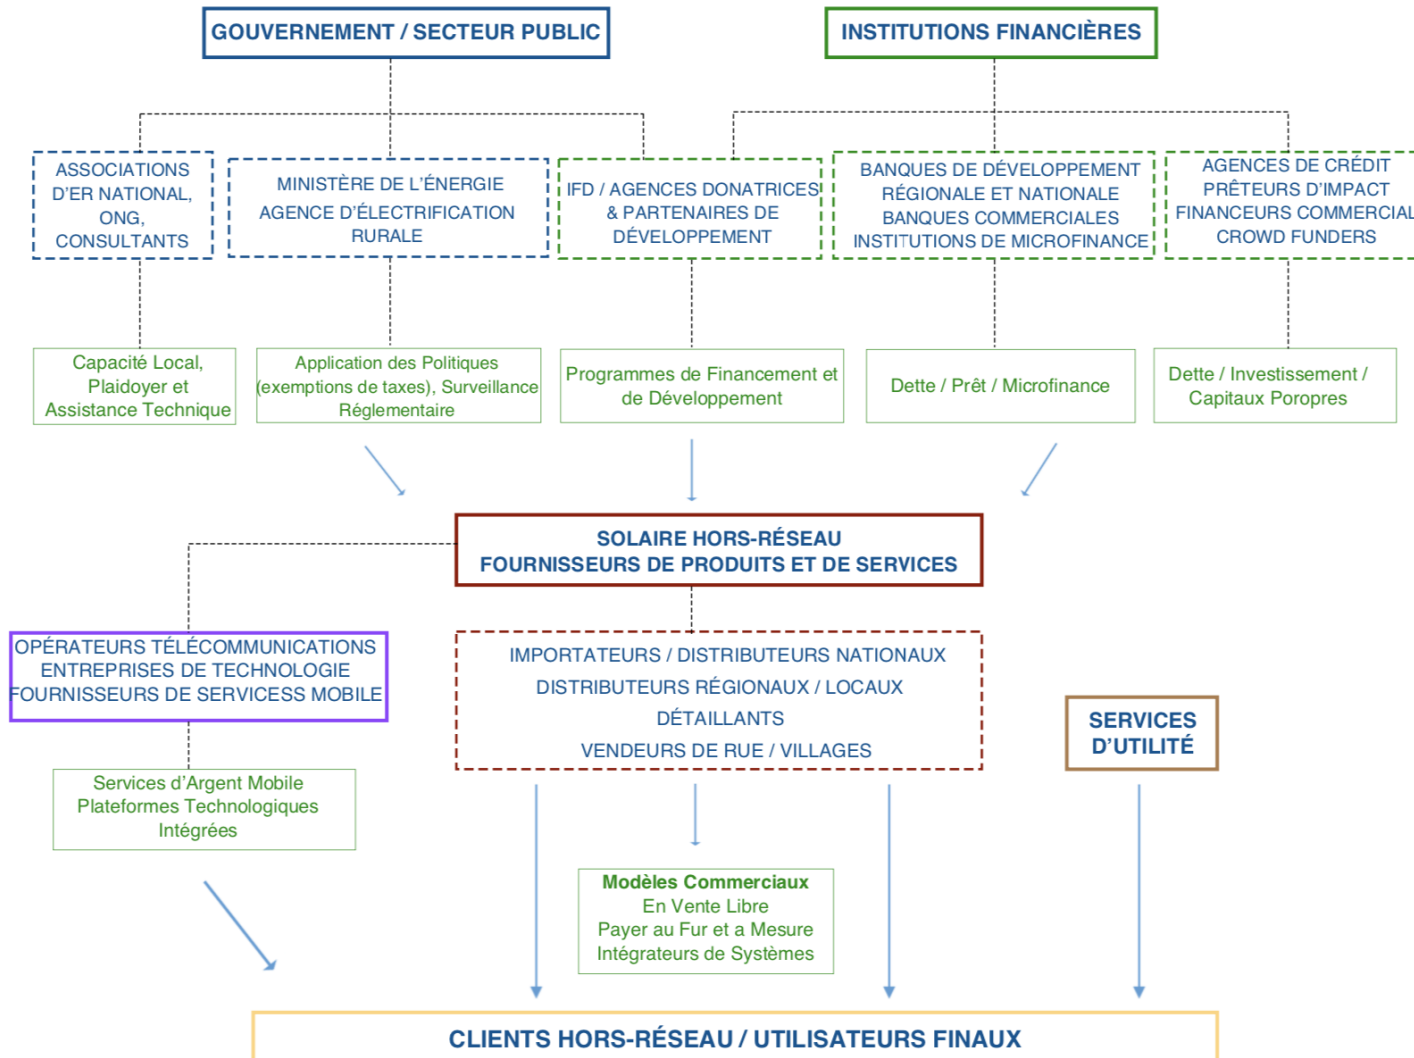 GOUVERNEMENT / SECTEUR PUBLIC
INSTITUTIONS FINANCIÈRES
ASSOCIATIONS
D'ER NATIONAL,
ONG,
CONSULTANTS
MINISTÈRE DE L'ÉNERGIE
AGENCE D'ÉLECTRIFICATION
RURALE
IFD / AGENCES DONATRICES
& PARTENAIRES DE
DÉVELOPPEMENT
BANQUES DE DÉVELOPPEMENT
RÉGIONALE ET NATIONALE
BANQUES COMMERCIALES
INSTITUTIONS DE MICROFINANCE
AGENCES DE CRÉDIT
PRÊTEURS D'IMPACT
FINANCEURS COMMERCIAL
CROWD FUNDERS
Capacité Local,
Plaidoyer et
Assistance Technique
Application des Politiques
(exemptions de taxes), Surveillance
Réglementaire
Programmes de Financement et
de Développement
Dette / Prêt / Microfinance
Dette / Investissement /
Capitaux Poropres
SOLAIRE HORS-RÉSEAU
FOURNISSEURS DE PRODUITS ET DE SERVICES
OPÉRATEURS TÉLÉCOMMUNICATIONS
ENTREPRISES DE TECHNOLOGIE
FOURNISSEURS DE SERVICESS MOBILE
IMPORTATEURS / DISTRIBUTEURS NATIONAUX
DISTRIBUTEURS RÉGIONAUX / LOCAUX
DÉTAILLANTS
VENDEURS DE RUE / VILLAGES
SERVICES
D'UTILITÉ
Services d'Argent Mobile
Plateformes Technologiques
Intégrées
Modèles Commerciaux
En Vente Libre
Payer au Fur et a Mesure
Intégrateurs de Systèmes
CLIENTS HORS-RÉSEAU / UTILISATEURS FINAUX